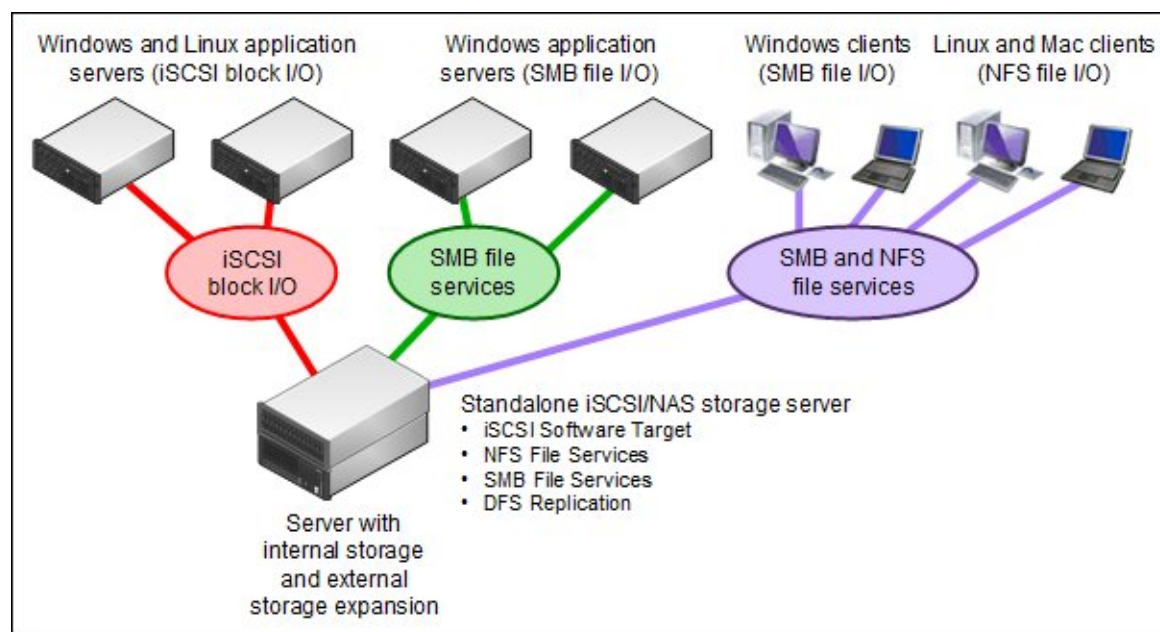 Windows and Linux application
servers (iSCSI block I/O)
Windows application
servers (SMB file I/O)
Windows clients
(SMB file I/O)
Linux and Mac clients
(NFS file I/O)
iSCSI
block I/O
SMB file
services
SMB and NFS
file services
Standalone iSCSI/NAS storage server
• iSCSI Software Target
• NFS File Services
• SMB File Services
• DFS Replication
Server with
internal storage
and external
storage expansion